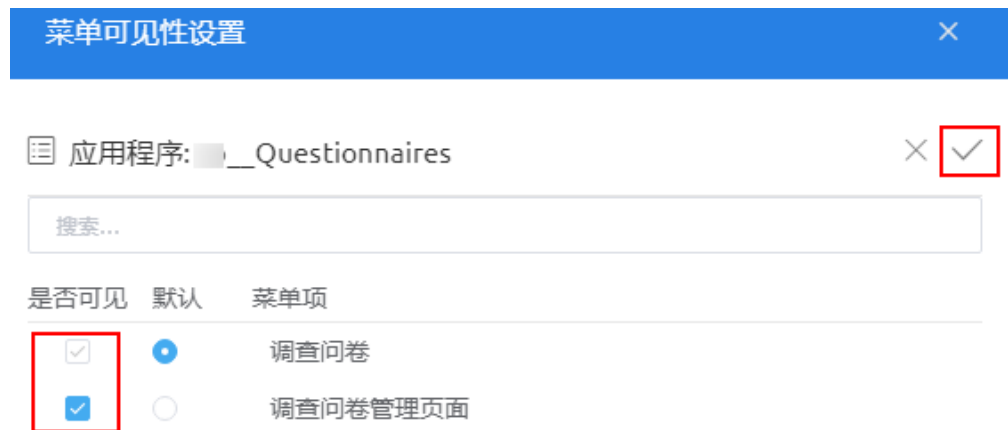 菜单可见性设置
应用程序: __Questionnaires
搜索...
是否可见 默认 菜单项
调查问卷
调查问卷管理页面